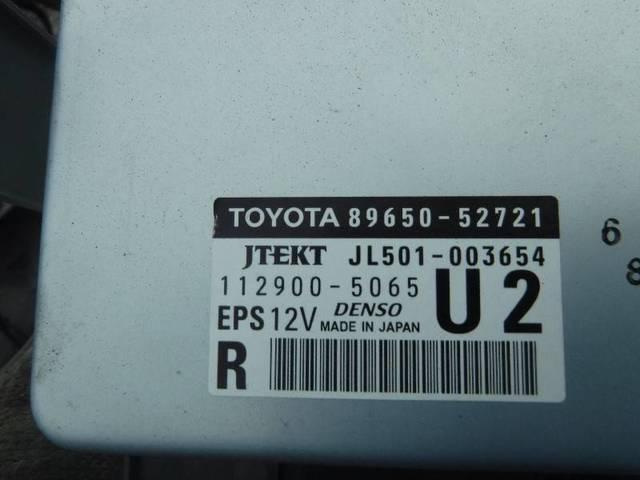 TOYOTA 89650-52721
JTEKT JL501-003654
112900-5065
EPS 12V DENSO MADE IN JAPAN U2
R
6
8